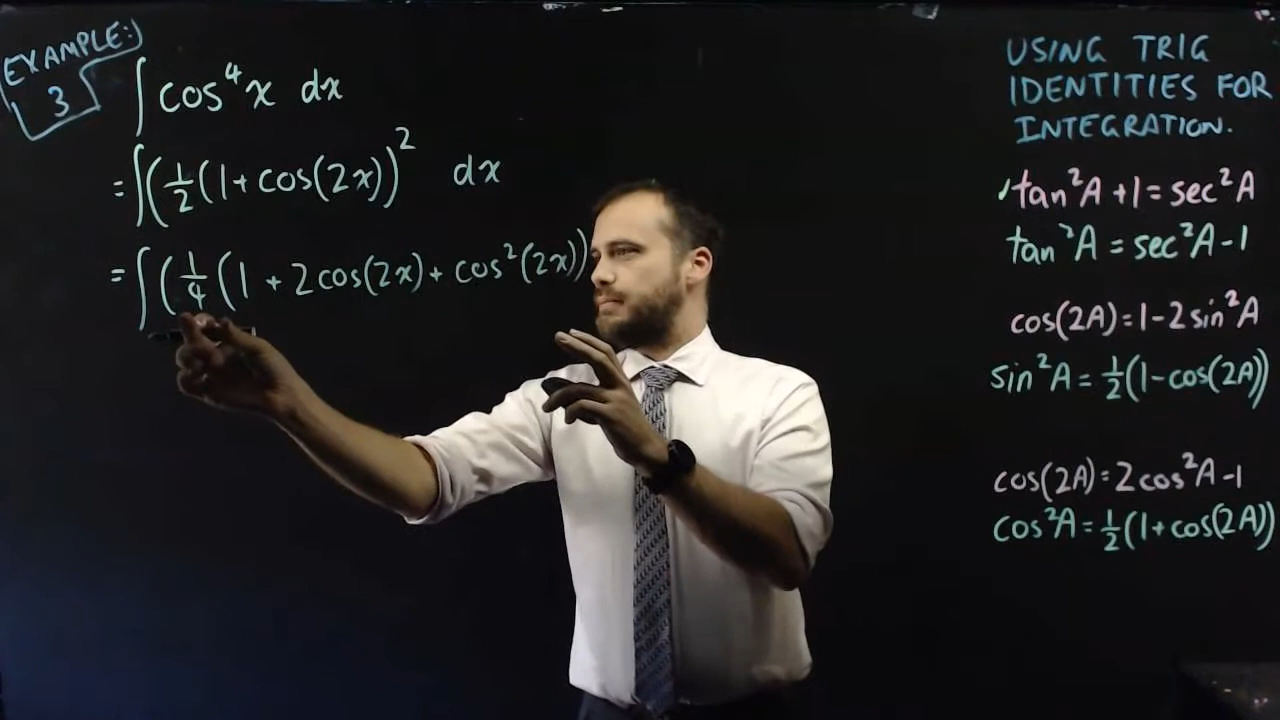 EXAMPLE:
3
∫cos⁴x dx
=∫(½(1+cos(2x))² dx
=∫(¼(1+2cos(2x)+cos²(2x))
USING TRIG
IDENTITIES FOR
INTEGRATION.
✓tan²A+1=sec²A
tan²A=sec²A-1
cos(2A)=1-2sin²A
sin²A=½(1-cos(2A))
cos(2A)=2cos²A-1
cos²A=½(1+cos(2A))